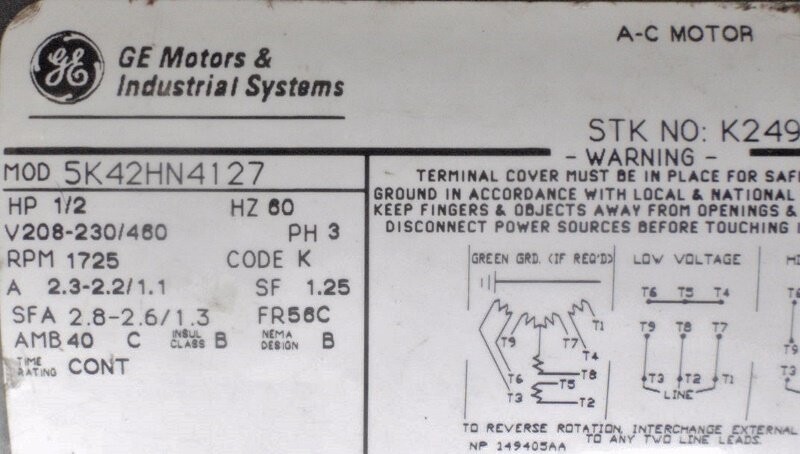 GE
GE Motors &
Industrial Systems
A-C MOTOR
STK NO: K249
MOD 5K42HN4127
HP 1/2 HZ 60
V208-230/460 PH 3
RPM 1725 CODE K
A 2.3-2.2/1.1 SF 1.25
SFA 2.8-2.6/1.3 FR56C
AMB 40 C INSUL CLASS B NEMA DESIGN B
TIME RATING CONT
- WARNING -
TERMINAL COVER MUST BE IN PLACE FOR SAF
GROUND IN ACCORDANCE WITH LOCAL & NATIONAL
KEEP FINGERS & OBJECTS AWAY FROM OPENINGS &
DISCONNECT POWER SOURCES BEFORE TOUCHING
GREEN GRD. (IF REQ'D)
T1
T9 T7
T4
T6 T8
T5
T3 T2
LOW VOLTAGE
T6 T5 T4
T9 T8 T7
T3 T2 T1
LINE
HI
T6
T9
T3
TO REVERSE ROTATION, INTERCHANGE EXTERNAL
TO ANY TWO LINE LEADS.
NP 149405AA